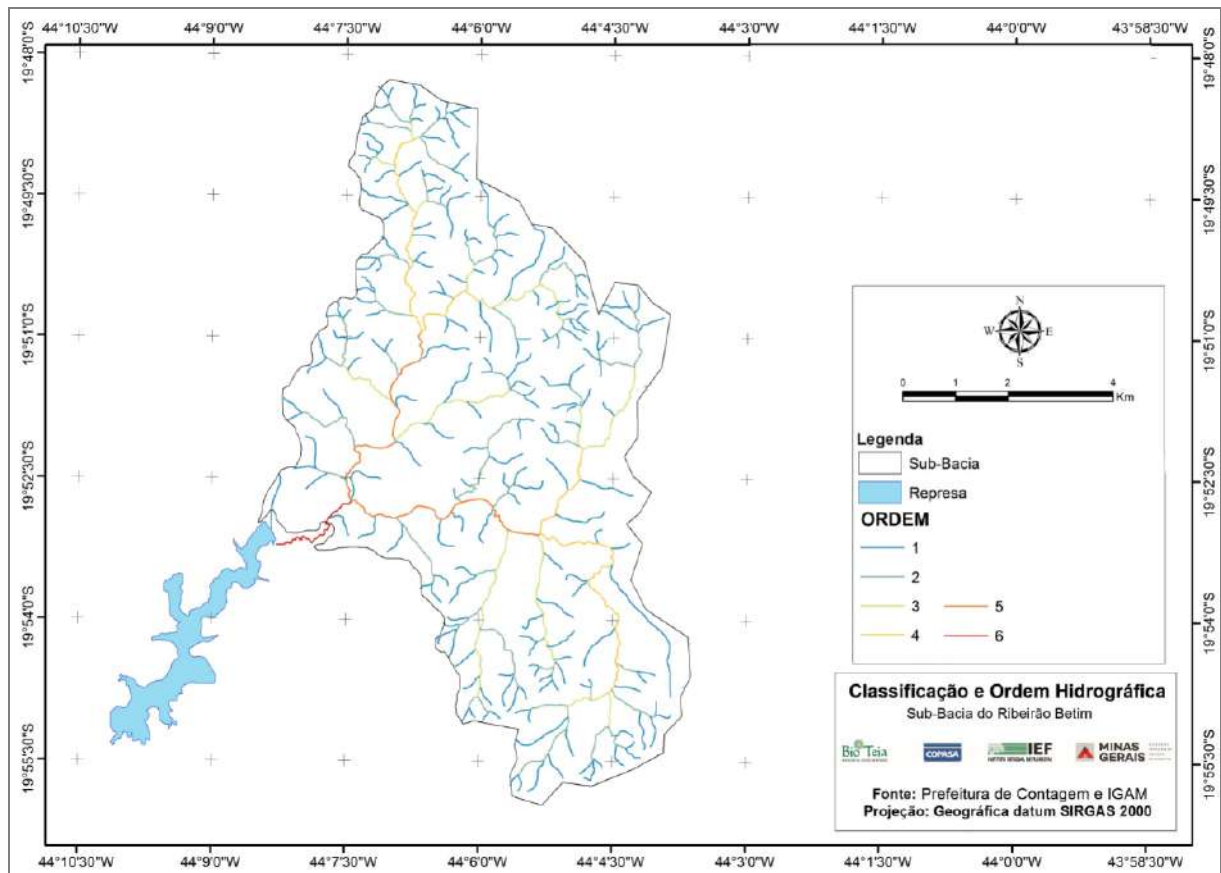 44°10'30"W 44°9'0"W 44°7'30"W 44°6'0"W 44°4'30"W 44°3'0"W 44°1'30"W 44°0'0"W 43°58'30"W
19°48'0"S 19°48'0"S
19°49'30"S 19°49'30"S
19°51'0"S 19°51'0"S
19°52'30"S 19°52'30"S
19°54'0"S 19°54'0"S
19°55'30"S 19°55'30"S
N
W E
S
0 1 2 4
Km
Legenda
Sub-Bacia
Represa
ORDEM
1
2
3 5
4 6
Classificação e Ordem Hidrográfica
Sub-Bacia do Ribeirão Betim
Bio Teia COPASA IEF MINAS GERAIS
Fonte: Prefeitura de Contagem e IGAM
Projeção: Geográfica datum SIRGAS 2000
44°10'30"W 44°9'0"W 44°7'30"W 44°6'0"W 44°4'30"W 44°3'0"W 44°1'30"W 44°0'0"W 43°58'30"W